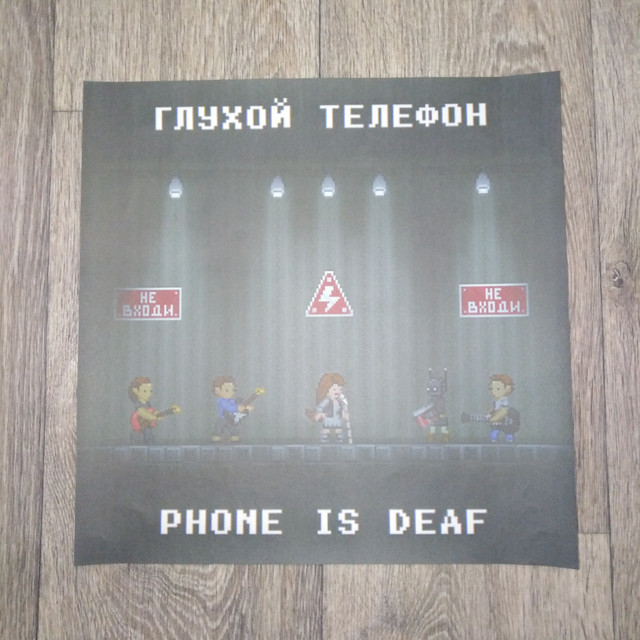 ГЛУХОЙ ТЕЛЕФОН
НЕ
ВХОДИ.
НЕ
ВХОДИ.
PHONE IS DEAF